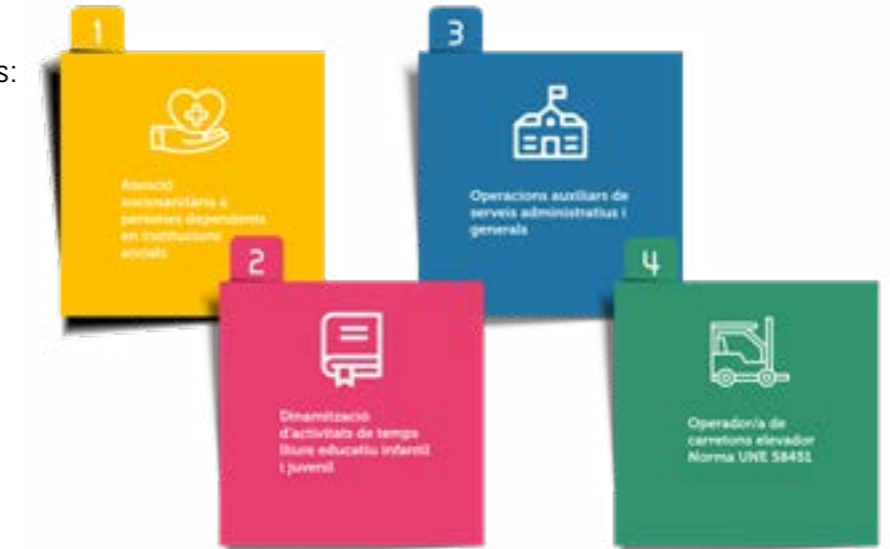 s:
1
Atenció
sociosanitària a
persones dependents
en institucions
socials
2
Dinamització
d'activitats de temps
lliure educatiu infantil
i juvenil
3
Operacions auxiliars de
serveis administratius i
generals
4
Operador/a de
carretons elevador
Norma UNE 58451